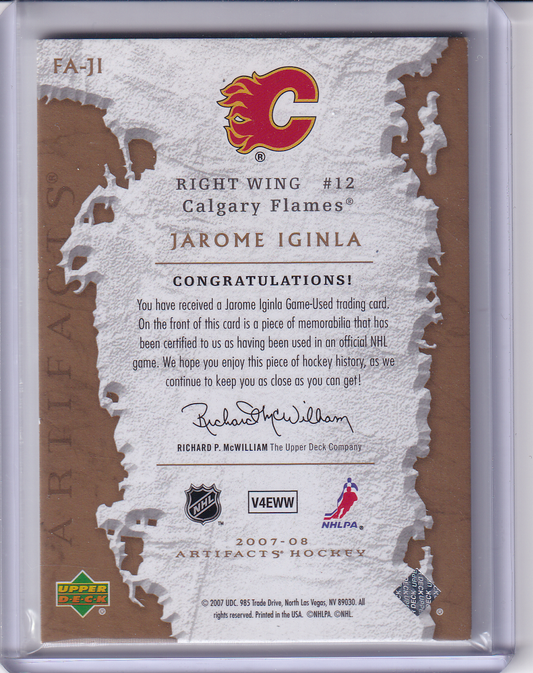 FA-JI
ARTIFACTS®
®
RIGHT WING #12
Calgary Flames®
JAROME IGINLA
CONGRATULATIONS!
You have received a Jarome Iginla Game-Used trading card.
On the front of this card is a piece of memorabilia that has
been certified to us as having been used in an official NHL
game. We hope you enjoy this piece of hockey history, as we
continue to keep you as close as you can get!
Richard P. McWilliam
RICHARD P. McWILLIAM The Upper Deck Company
NHL
™
V4EWW
NHLPA®
2007-08
ARTIFACTS® HOCKEY
UPPER
DECK
®
© 2007 UDC. 985 Trade Drive, North Las Vegas, NV 89030. All
rights reserved. Printed in the USA. ©NHLPA. ©NHL.
®